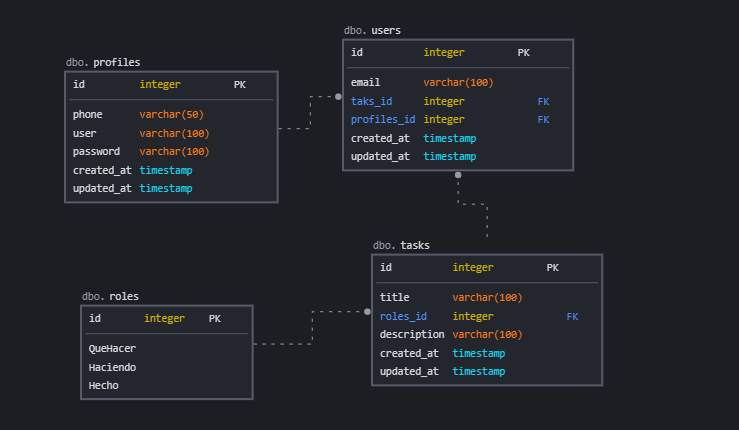 dbo. users
id integer PK
email varchar(100)
taks_id integer FK
profiles_id integer FK
created_at timestamp
updated_at timestamp
dbo. profiles
id integer PK
phone varchar(50)
user varchar(100)
password varchar(100)
created_at timestamp
updated_at timestamp
dbo. tasks
id integer PK
title varchar(100)
roles_id integer FK
description varchar(100)
created_at timestamp
updated_at timestamp
dbo. roles
id integer PK
QueHacer
Haciendo
Hecho